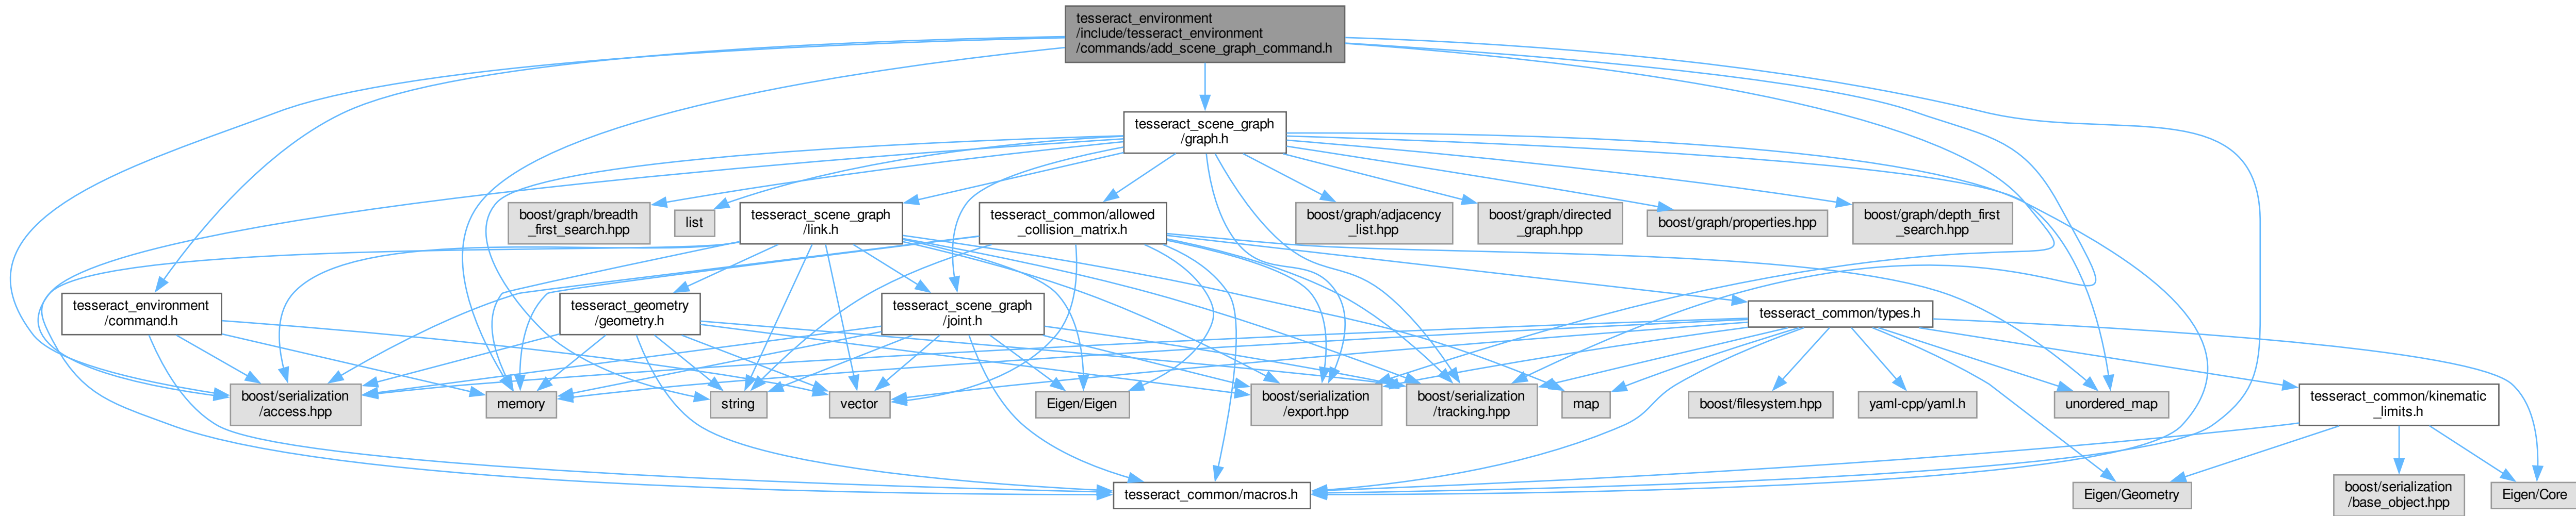 tesseract_environment
/include/tesseract_environment
/commands/add_scene_graph_command.h
tesseract_scene_graph
/graph.h
boost/graph/breadth
_first_search.hpp
list
tesseract_scene_graph
/link.h
tesseract_common/allowed
_collision_matrix.h
boost/graph/adjacency
_list.hpp
boost/graph/directed
_graph.hpp
boost/graph/properties.hpp
boost/graph/depth_first
_search.hpp
tesseract_environment
/command.h
tesseract_geometry
/geometry.h
tesseract_scene_graph
/joint.h
tesseract_common/types.h
boost/serialization
/access.hpp
memory
string
vector
Eigen/Eigen
boost/serialization
/export.hpp
boost/serialization
/tracking.hpp
map
boost/filesystem.hpp
yaml-cpp/yaml.h
unordered_map
tesseract_common/kinematic
_limits.h
tesseract_common/macros.h
Eigen/Geometry
boost/serialization
/base_object.hpp
Eigen/Core